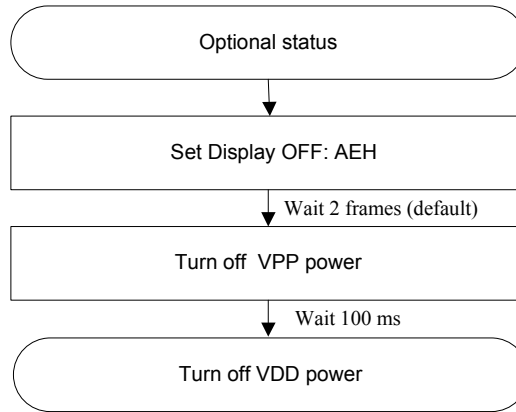 Optional status
Set Display OFF: AEH
Wait 2 frames (default)
Turn off  VPP power
Wait 100 ms
Turn off VDD power